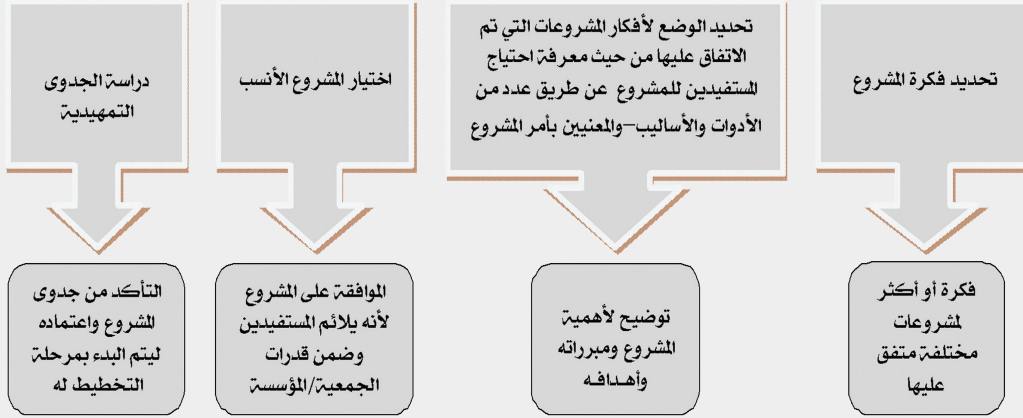 تحديد فكرة المشروع
تحديد الوضع لأفكار المشروعات التي تم
الاتفاق عليها من حيث معرفة احتياج
المستفيدين للمشروع عن طريق عدد من
الأدوات والأساليب–والمعنيين بأمر المشروع
اختيار المشروع الأنسب
دراسة الجدوى
التمهيدية
فكرة أو أكثر
لمشروعات
مختلفة متفق
عليها
توضيح لأهمية
المشروع ومبرراته
وأهدافه
الموافقة على المشروع
لأنه يلائم المستفيدين
وضمن قدرات
الجمعية/المؤسسة
التأكد من جدوى
المشروع واعتماده
ليتم البدء بمرحلة
التخطيط له